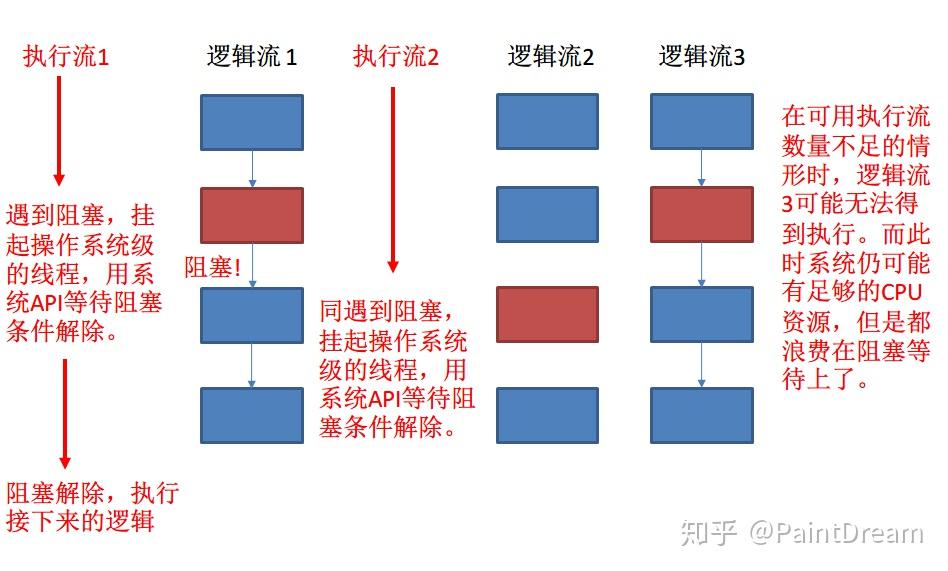 执行流1
逻辑流 1
执行流2
逻辑流2
逻辑流3
遇到阻塞，挂
起操作系统级
的线程，用系
统API等待阻塞
条件解除。
阻塞！
阻塞解除，执行
接下来的逻辑
同遇到阻塞，
挂起操作系统
级的线程，用
系统API等待阻
塞条件解除。
在可用执行流
数量不足的情
形时，逻辑流
3可能无法得
到执行。而此
时系统仍可能
有足够的CPU
资源，但是都
浪费在阻塞等
待上了。
知乎 @PaintDream